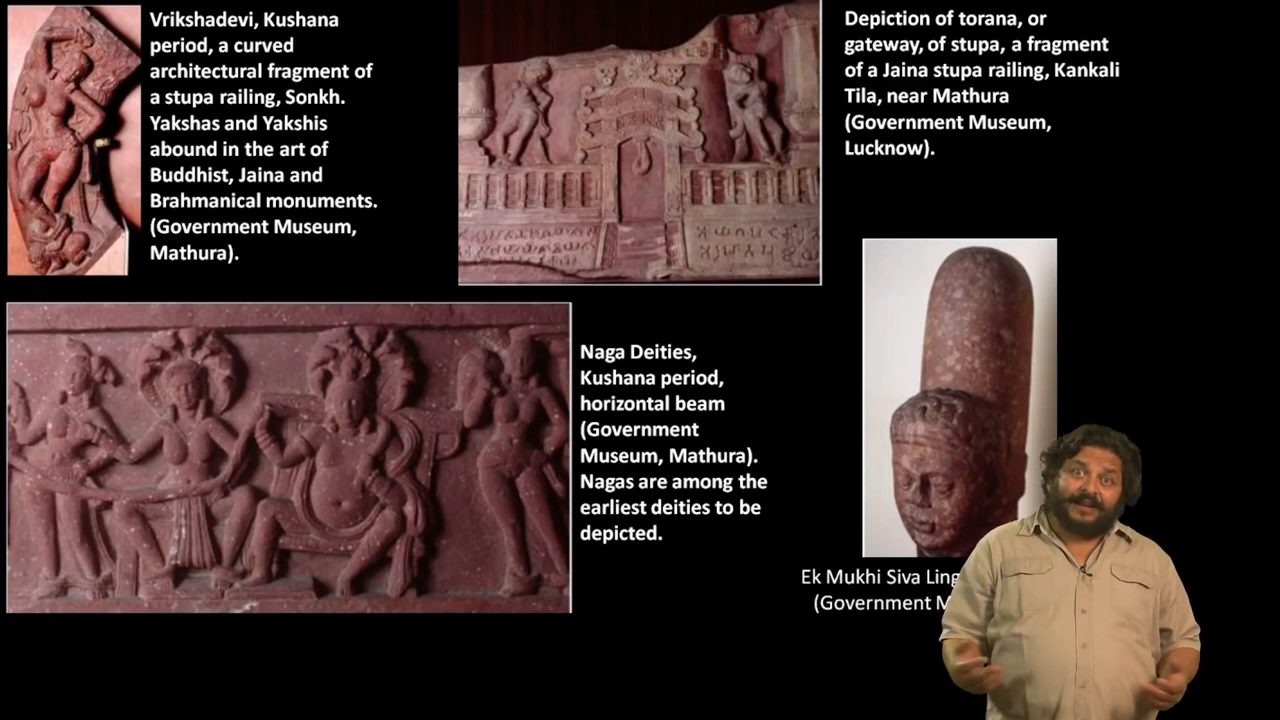 Vrikshadevi, Kushana
period, a curved
architectural fragment of
a stupa railing, Sonkh.
Yakshas and Yakshis
abound in the art of
Buddhist, Jaina and
Brahmanical monuments.
(Government Museum,
Mathura).
Depiction of torana, or
gateway, of stupa, a fragment
of a Jaina stupa railing, Kankali
Tila, near Mathura
(Government Museum,
Lucknow).
Naga Deities,
Kushana period,
horizontal beam
(Government
Museum, Mathura).
Nagas are among the
earliest deities to be
depicted.
Ek Mukhi Siva Ling
(Government M